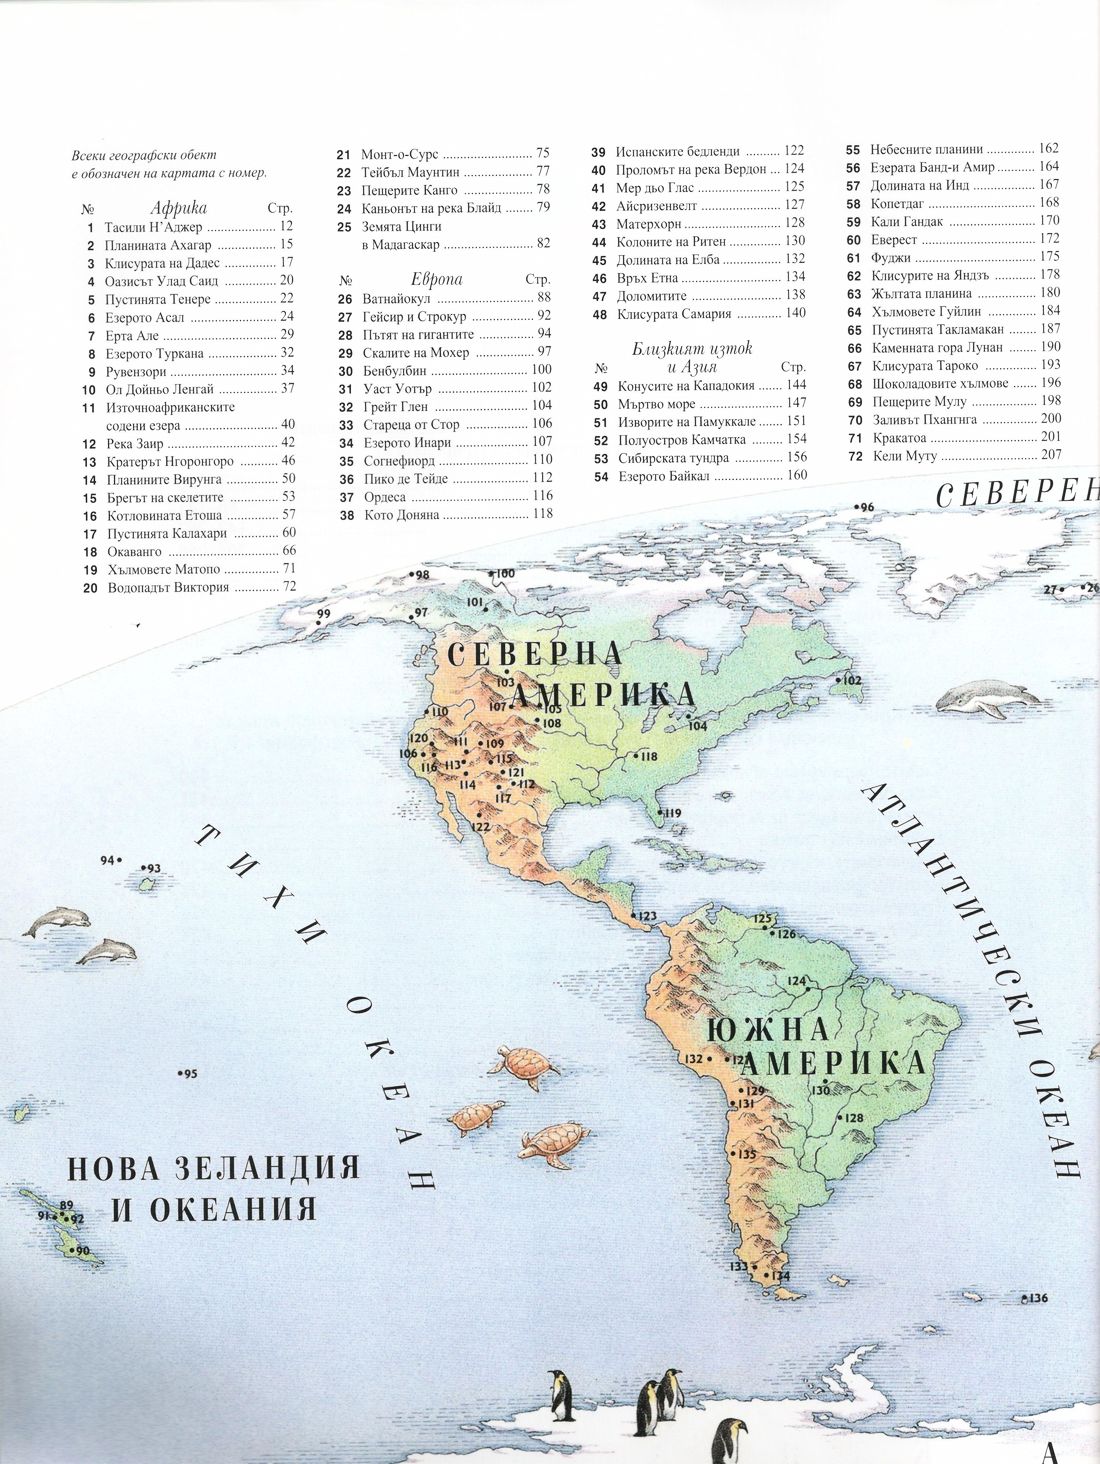 Всеки географски обект
е обозначен на картата с номер.
№ Африка Стр.
1 Тасили Н'Аджер ..... 12
2 Планината Ахагар ..... 15
3 Клисурата на Дадес ..... 17
4 Оазисът Улад Саид ..... 20
5 Пустинята Тенере ..... 22
6 Езерото Асал ..... 24
7 Ерта Але ..... 29
8 Езерото Туркана ..... 32
9 Рувензори ..... 34
10 Ол Дойньо Ленгай ..... 37
11 Източноафриканските
содени езера ..... 40
12 Река Заир ..... 42
13 Кратерът Нгоронгоро ..... 46
14 Планините Вирунга ..... 50
15 Брегът на скелетите ..... 53
16 Котловината Етоша ..... 57
17 Пустинята Калахари ..... 60
18 Окаванго ..... 66
19 Хълмовете Матопо ..... 71
20 Водопадът Виктория ..... 72
21 Монт-о-Сурс ..... 75
22 Тейбъл Маунтин ..... 77
23 Пещерите Канго ..... 78
24 Каньонът на река Блайд ..... 79
25 Земята Цинги
в Мадагаскар ..... 82
№ Европа Стр.
26 Ватнайокул ..... 88
27 Гейсир и Строкур ..... 92
28 Пътят на гигантите ..... 94
29 Скалите на Мохер ..... 97
30 Бенбулбин ..... 100
31 Уаст Уотър ..... 102
32 Грейт Глен ..... 104
33 Стареца от Стор ..... 106
34 Езерото Инари ..... 107
35 Согнефиорд ..... 110
36 Пико де Тейде ..... 112
37 Ордеса ..... 116
38 Кото Доняна ..... 118
39 Испанските бедленди ..... 122
40 Проломът на река Вердон ... 124
41 Мер дьо Глас ..... 125
42 Айсризенвелт ..... 127
43 Матерхорн ..... 128
44 Колоните на Ритен ..... 130
45 Долината на Елба ..... 132
46 Връх Етна ..... 134
47 Доломитите ..... 138
48 Клисурата Самария ..... 140
Близкият изток
№ и Азия Стр.
49 Конусите на Кападокия ..... 144
50 Мъртво море ..... 147
51 Изворите на Памуккале ..... 151
52 Полуостров Камчатка ..... 154
53 Сибирската тундра ..... 156
54 Езерото Байкал ..... 160
55 Небесните планини ..... 162
56 Езерата Банд-и Амир ..... 164
57 Долината на Инд ..... 167
58 Копетдаг ..... 168
59 Кали Гандак ..... 170
60 Еверест ..... 172
61 Фуджи ..... 175
62 Клисурите на Яндзъ ..... 178
63 Жълтата планина ..... 180
64 Хълмовете Гуйлин ..... 184
65 Пустинята Такламакан ..... 187
66 Каменната гора Лунан ..... 190
67 Клисурата Тароко ..... 193
68 Шоколадовите хълмове ..... 196
69 Пещерите Мулу ..... 198
70 Заливът Пхангнга ..... 200
71 Кракатоа ..... 201
72 Кели Муту ..... 207
СЕВЕРЕН
96
98
100
101
97
99
27
26
СЕВЕРНА
АМЕРИКА
103
102
107
105
110
108
104
120
111
109
106
116
113
115
118
114
121
112
117
119
122
94
93
ТИХИ ОКЕАН
АТЛАНТИЧЕСКИ ОКЕАН
123
125
126
124
ЮЖНА
АМЕРИКА
132
95
129
130
131
128
135
НОВА ЗЕЛАНДИЯ
И ОКЕАНИЯ
89
91
92
90
133
134
136
А